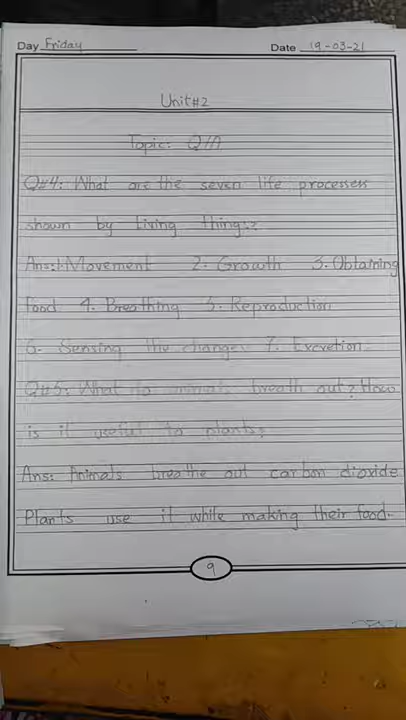 Day Friday Date 19-03-21
Unit#2
Topic: Q/A
Q#4: What are the seven life processes
shown by Living things?
Ans:1.Movement 2. Growth 3. Obtaining
food 4. Breathing 5. Reproduction
6. Sensing the changes 7. Excretion
Q#5: What do animals breath out? How
is it useful to plants?
Ans: Animals breathe out carbon dioxide
Plants use it while making their food.
9